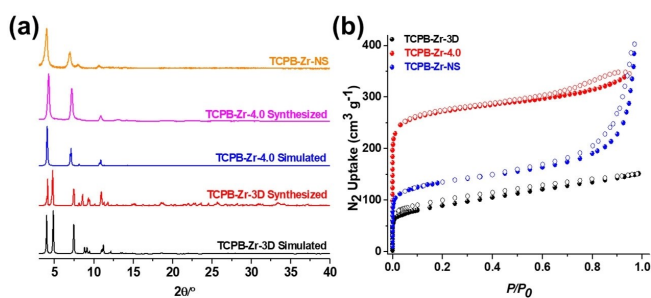 (a)
TCPB-Zr-NS
TCPB-Zr-4.0 Synthesized
TCPB-Zr-4.0 Simulated
TCPB-Zr-3D Synthesized
TCPB-Zr-3D Simulated
5 10 15 20 25 30 35 40
2θ/°
(b)
TCPB-Zr-3D
TCPB-Zr-4.0
TCPB-Zr-NS
N2 Uptake (cm3 g-1)
400
300
200
100
0
0.0 0.2 0.4 0.6 0.8 1.0
P/P0